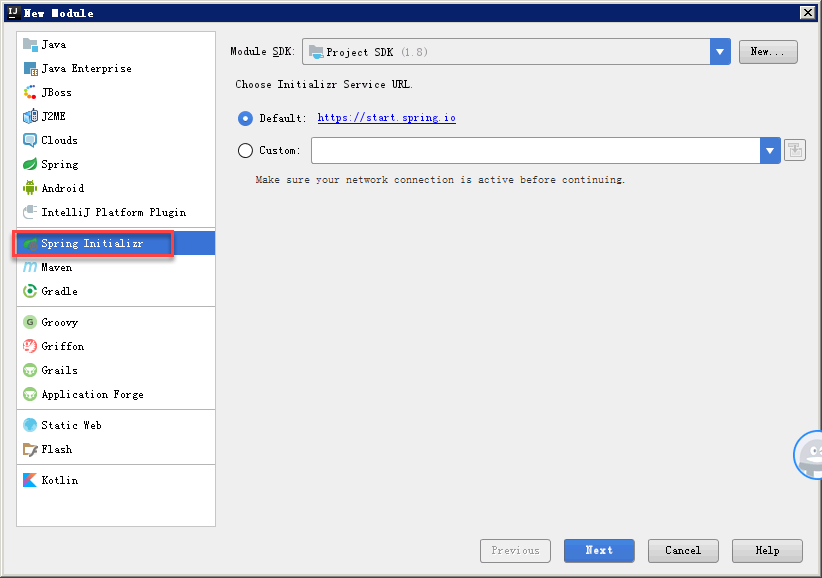 IJ New Module
Java
Java Enterprise
JBoss
J2ME
Clouds
Spring
Android
IntelliJ Platform Plugin
Spring Initializr
m Maven
Gradle
G Groovy
Griffon
Grails
Application Forge
Static Web
Flash
Kotlin
Module SDK: Project SDK (1.8) New...
Choose Initializr Service URL.
Default: https://start.spring.io
Custom:
Make sure your network connection is active before continuing.
Previous Next Cancel Help